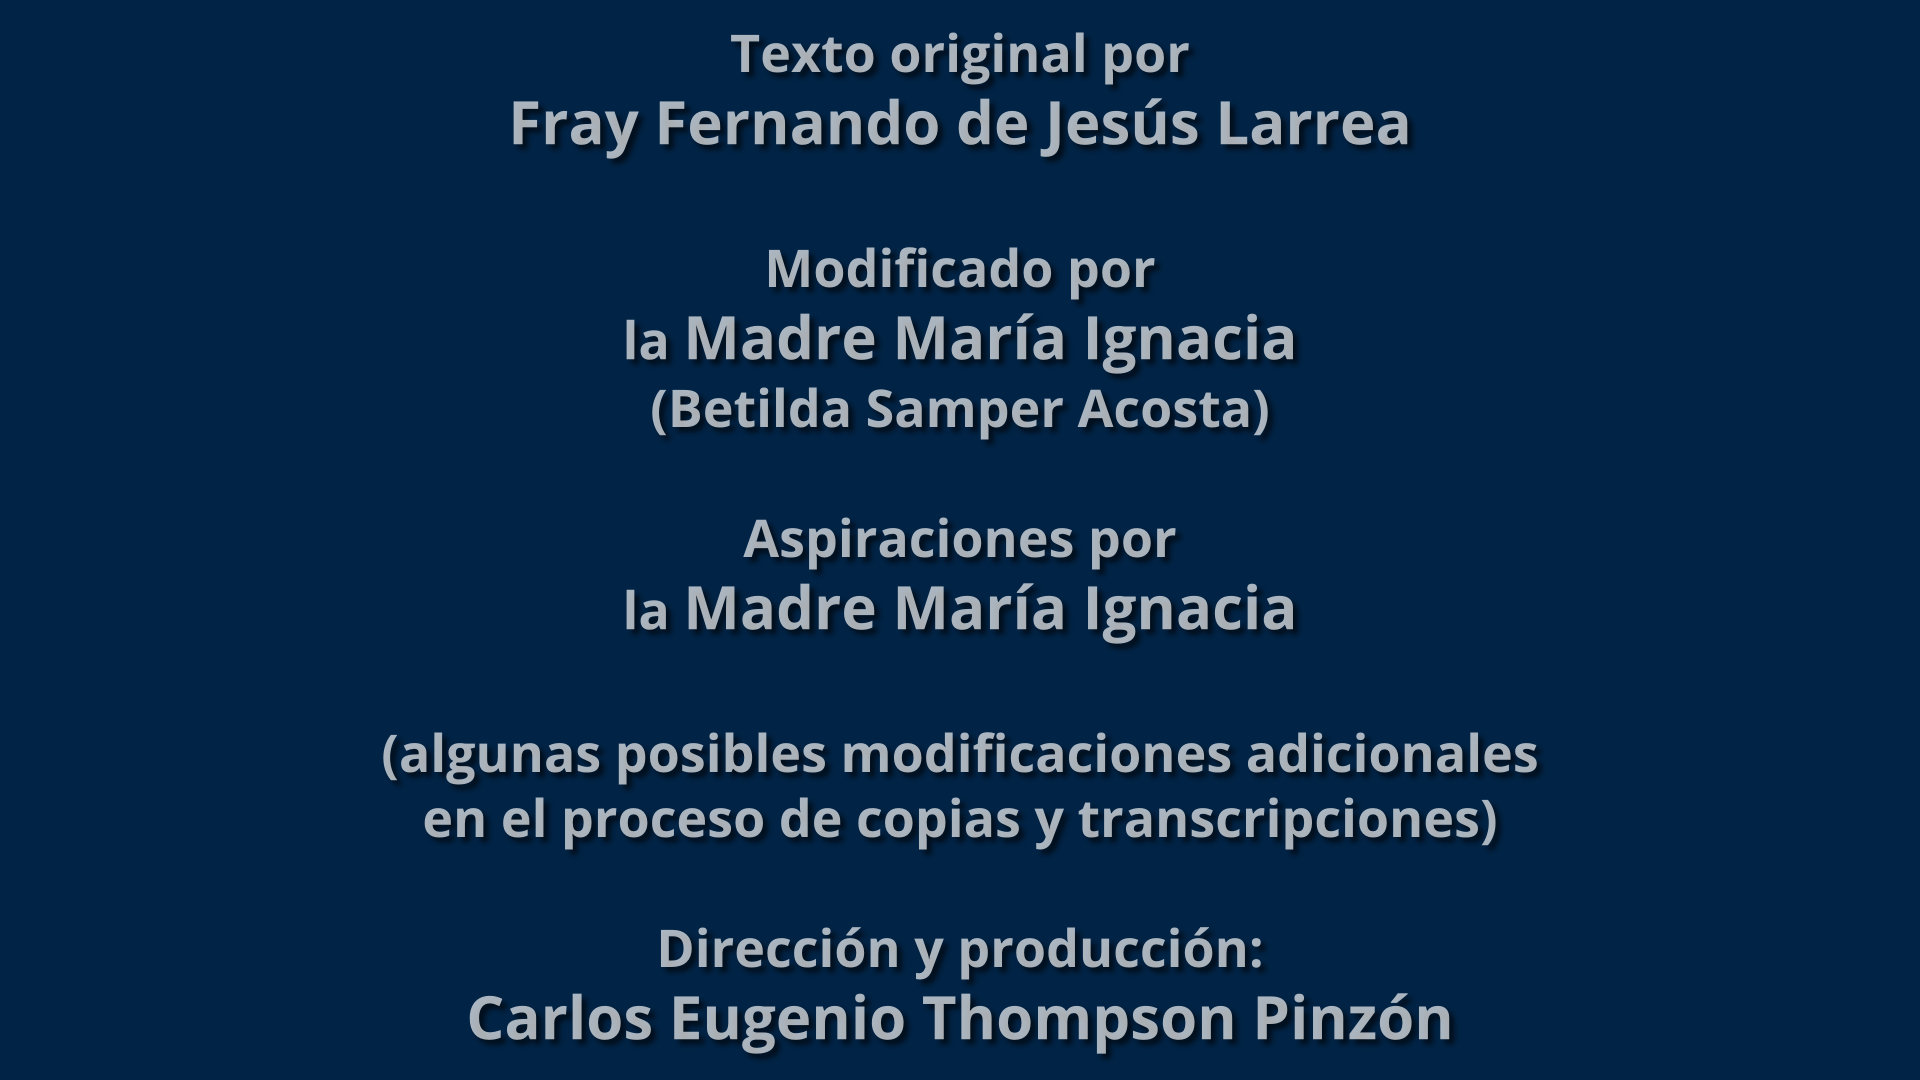 Texto original por
Fray Fernando de Jesús Larrea
Modificado por
la Madre María Ignacia
(Betilda Samper Acosta)
Aspiraciones por
la Madre María Ignacia
(algunas posibles modificaciones adicionales
en el proceso de copias y transcripciones)
Dirección y producción:
Carlos Eugenio Thompson Pinzón